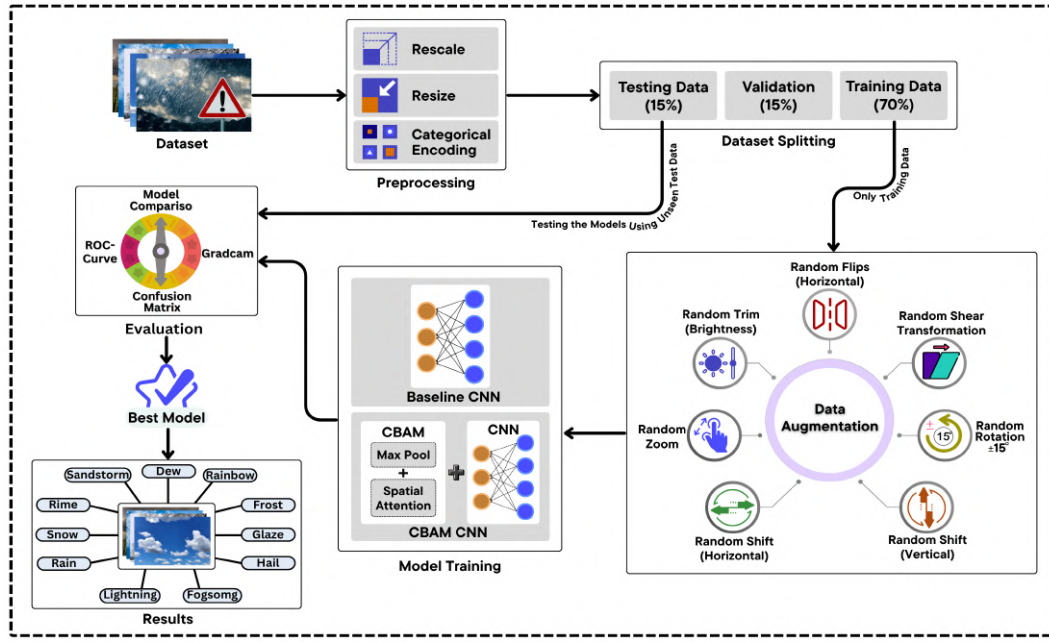 Dataset
Rescale
Resize
Categorical
Encoding
Preprocessing
Testing Data
(15%)
Validation
(15%)
Training Data
(70%)
Dataset Splitting
Testing the Models Using Unseen Test Data
Only Training Data
Model
Compariso
ROC-
Curve
Gradcam
Confusion
Matrix
Evaluation
Best Model
Baseline CNN
CBAM
Max Pool
+
Spatial
Attention
CNN
CBAM CNN
Model Training
Random Flips
(Horizontal)
Random Trim
(Brightness)
Random Shear
Transformation
Data
Augmentation
Random
Zoom
± 15°
Random
Rotation
±15°
Random Shift
(Horizontal)
Random Shift
(Vertical)
Sandstorm
Dew
Rainbow
Rime
Frost
Snow
Glaze
Rain
Hail
Lightning
Fogsomg
Results